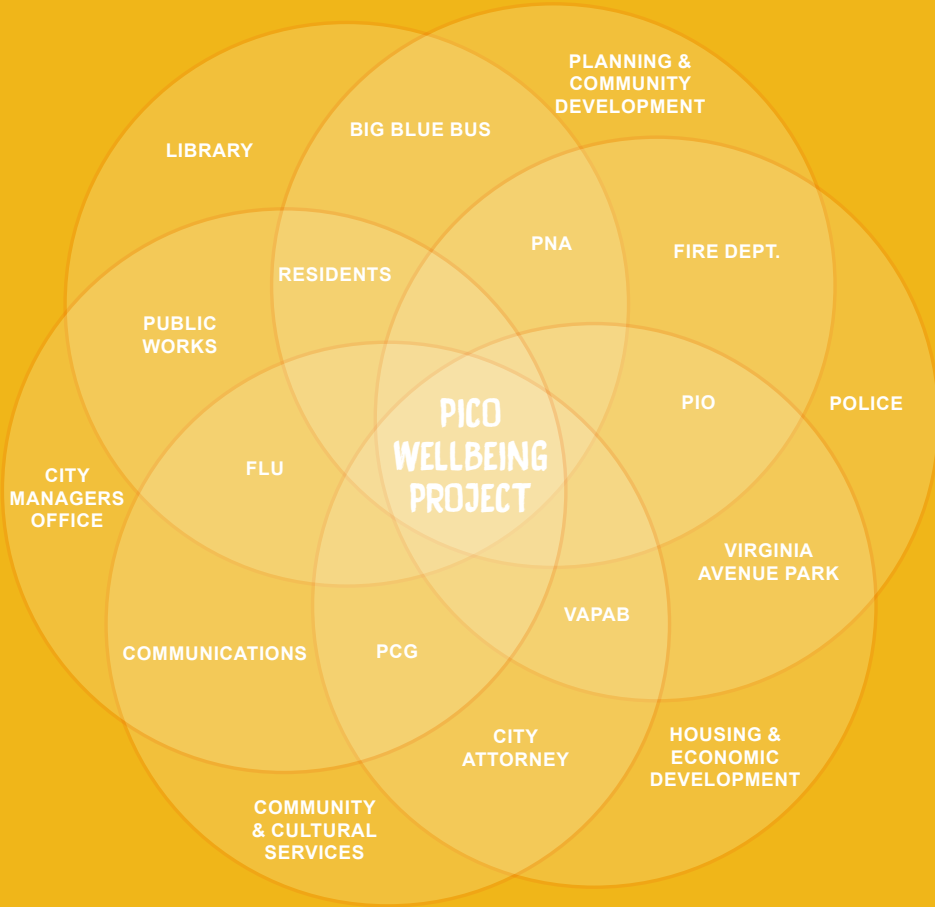 PLANNING &
COMMUNITY
DEVELOPMENT
BIG BLUE BUS
LIBRARY
PNA
FIRE DEPT.
RESIDENTS
PUBLIC
WORKS
PIO
POLICE
PICO
WELLBEING
PROJECT
FLU
CITY
MANAGERS
OFFICE
VIRGINIA
AVENUE PARK
VAPAB
COMMUNICATIONS
PCG
CITY
ATTORNEY
HOUSING &
ECONOMIC
DEVELOPMENT
COMMUNITY
& CULTURAL
SERVICES